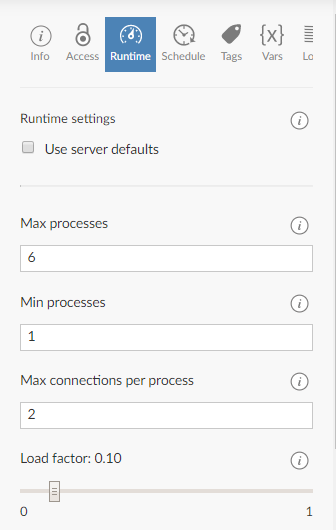 Info Access Runtime Schedule Tags Vars
Runtime settings
Use server defaults
Max processes
6
Min processes
1
Max connections per process
2
Load factor: 0.10
0 1